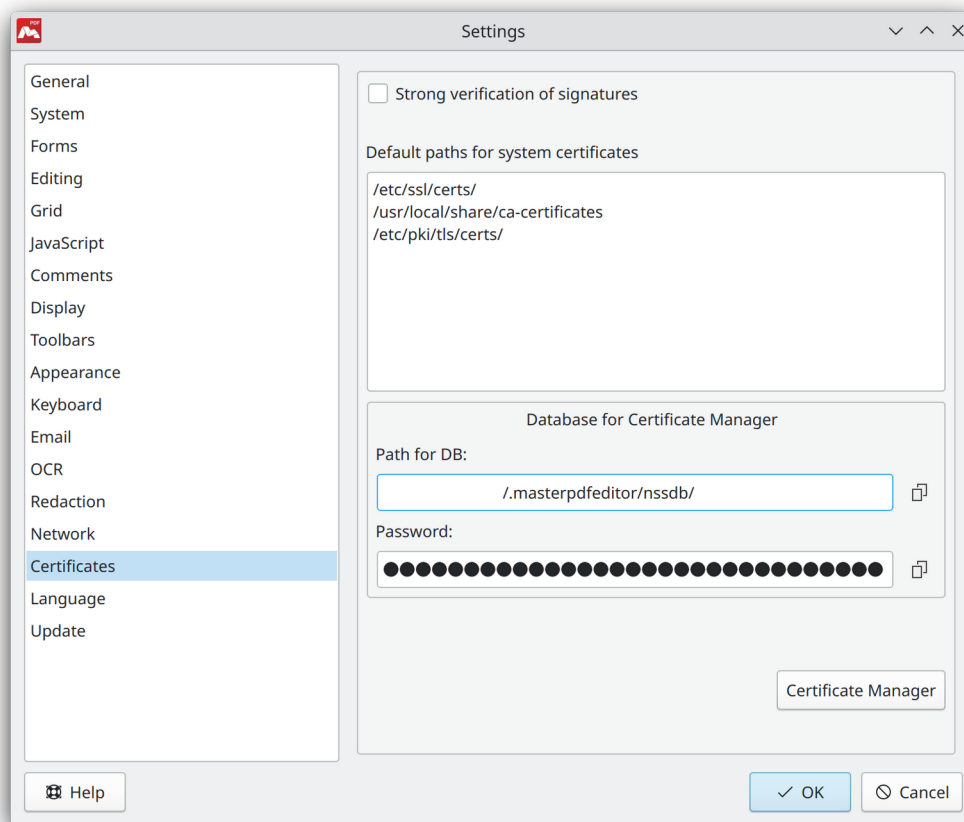 PDF
Settings
General
System
Forms
Editing
Grid
JavaScript
Comments
Display
Toolbars
Appearance
Keyboard
Email
OCR
Redaction
Network
Certificates
Language
Update
Strong verification of signatures
Default paths for system certificates
/etc/ssl/certs/
/usr/local/share/ca-certificates
/etc/pki/tls/certs/
Database for Certificate Manager
Path for DB:
/.masterpdfeditor/nssdb/
Password:
●●●●●●●●●●●●●●●●●●●●●●●●●●●●●●●
Certificate Manager
Help
OK
Cancel